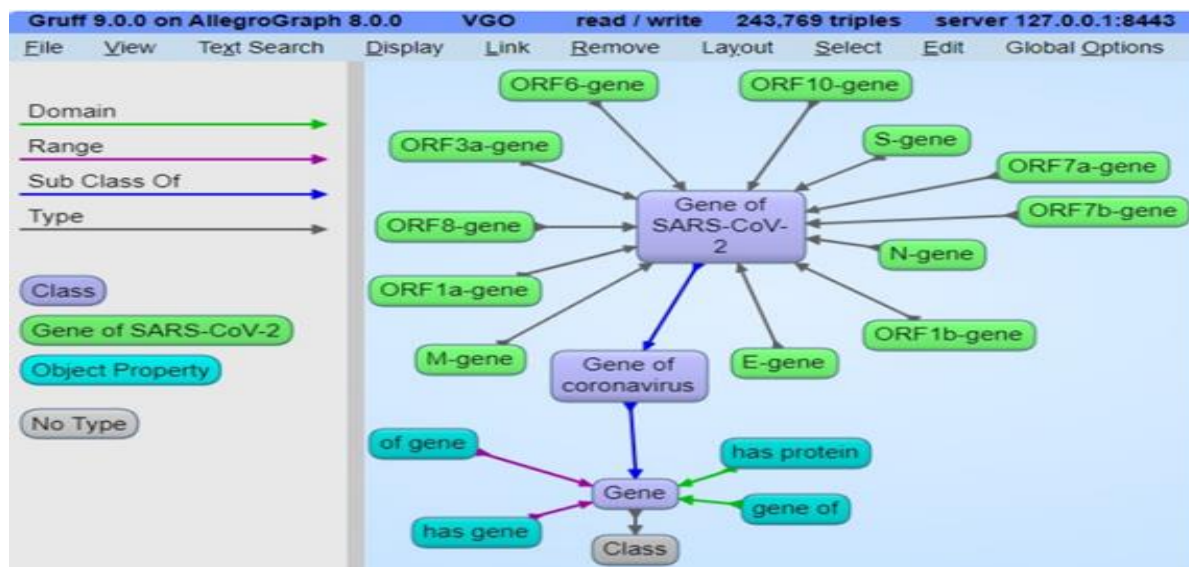 Gruff 9.0.0 on AllegroGraph 8.0.0 VGO read / write 243,769 triples server 127.0.0.1:8443
File View Text Search Display Link Remove Layout Select Edit Global Options
Domain
Range
Sub Class Of
Type
Class
Gene of SARS-CoV-2
Object Property
No Type
ORF6-gene
ORF10-gene
ORF3a-gene
S-gene
ORF7a-gene
Gene of
SARS-CoV-
2
ORF8-gene
ORF7b-gene
N-gene
ORF1a-gene
ORF1b-gene
M-gene
Gene of
coronavirus
E-gene
of gene
has protein
Gene
has gene
gene of
Class